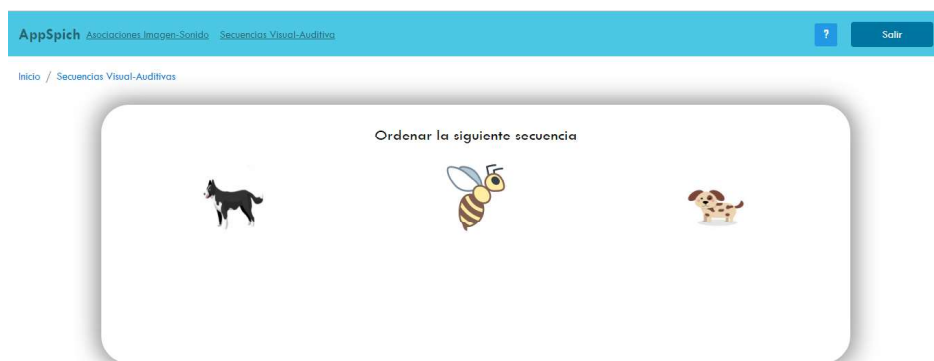 AppSpich Asociaciones Imagen-Sonido Secuencias Visual-Auditiva ? Salir
Inicio / Secuencias Visual-Auditivas
Ordenar la siguiente secuencia